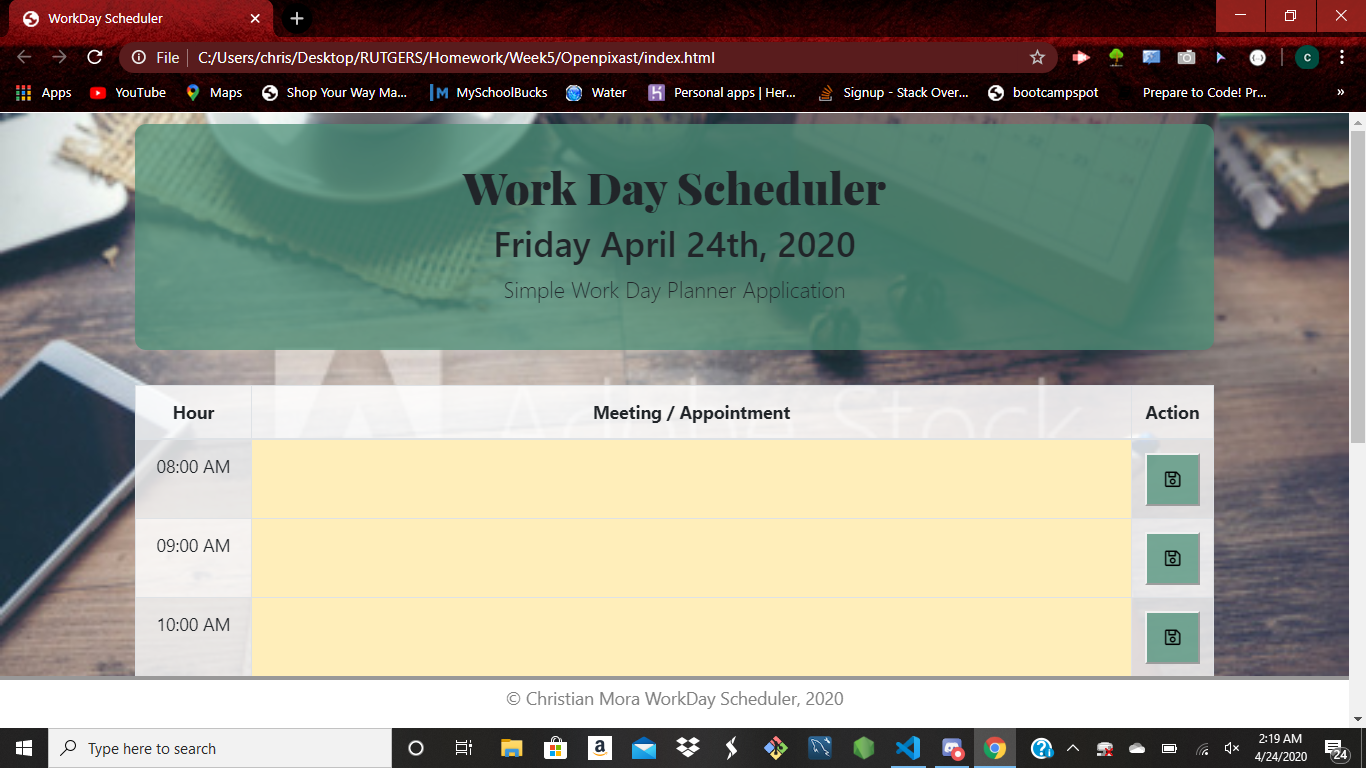 WorkDay Scheduler
File C:/Users/chris/Desktop/RUTGERS/Homework/Week5/Openpixast/index.html
c
Apps YouTube Maps Shop Your Way Ma... MySchoolBucks Water Personal apps | Her... Signup - Stack Over... bootcampspot Prepare to Code! Pr... »
Work Day Scheduler
Friday April 24th, 2020
Simple Work Day Planner Application
Adobe Stock
Hour Meeting / Appointment Action
08:00 AM
09:00 AM
10:00 AM
© Christian Mora WorkDay Scheduler, 2020
Type here to search
2:19 AM
4/24/2020
24